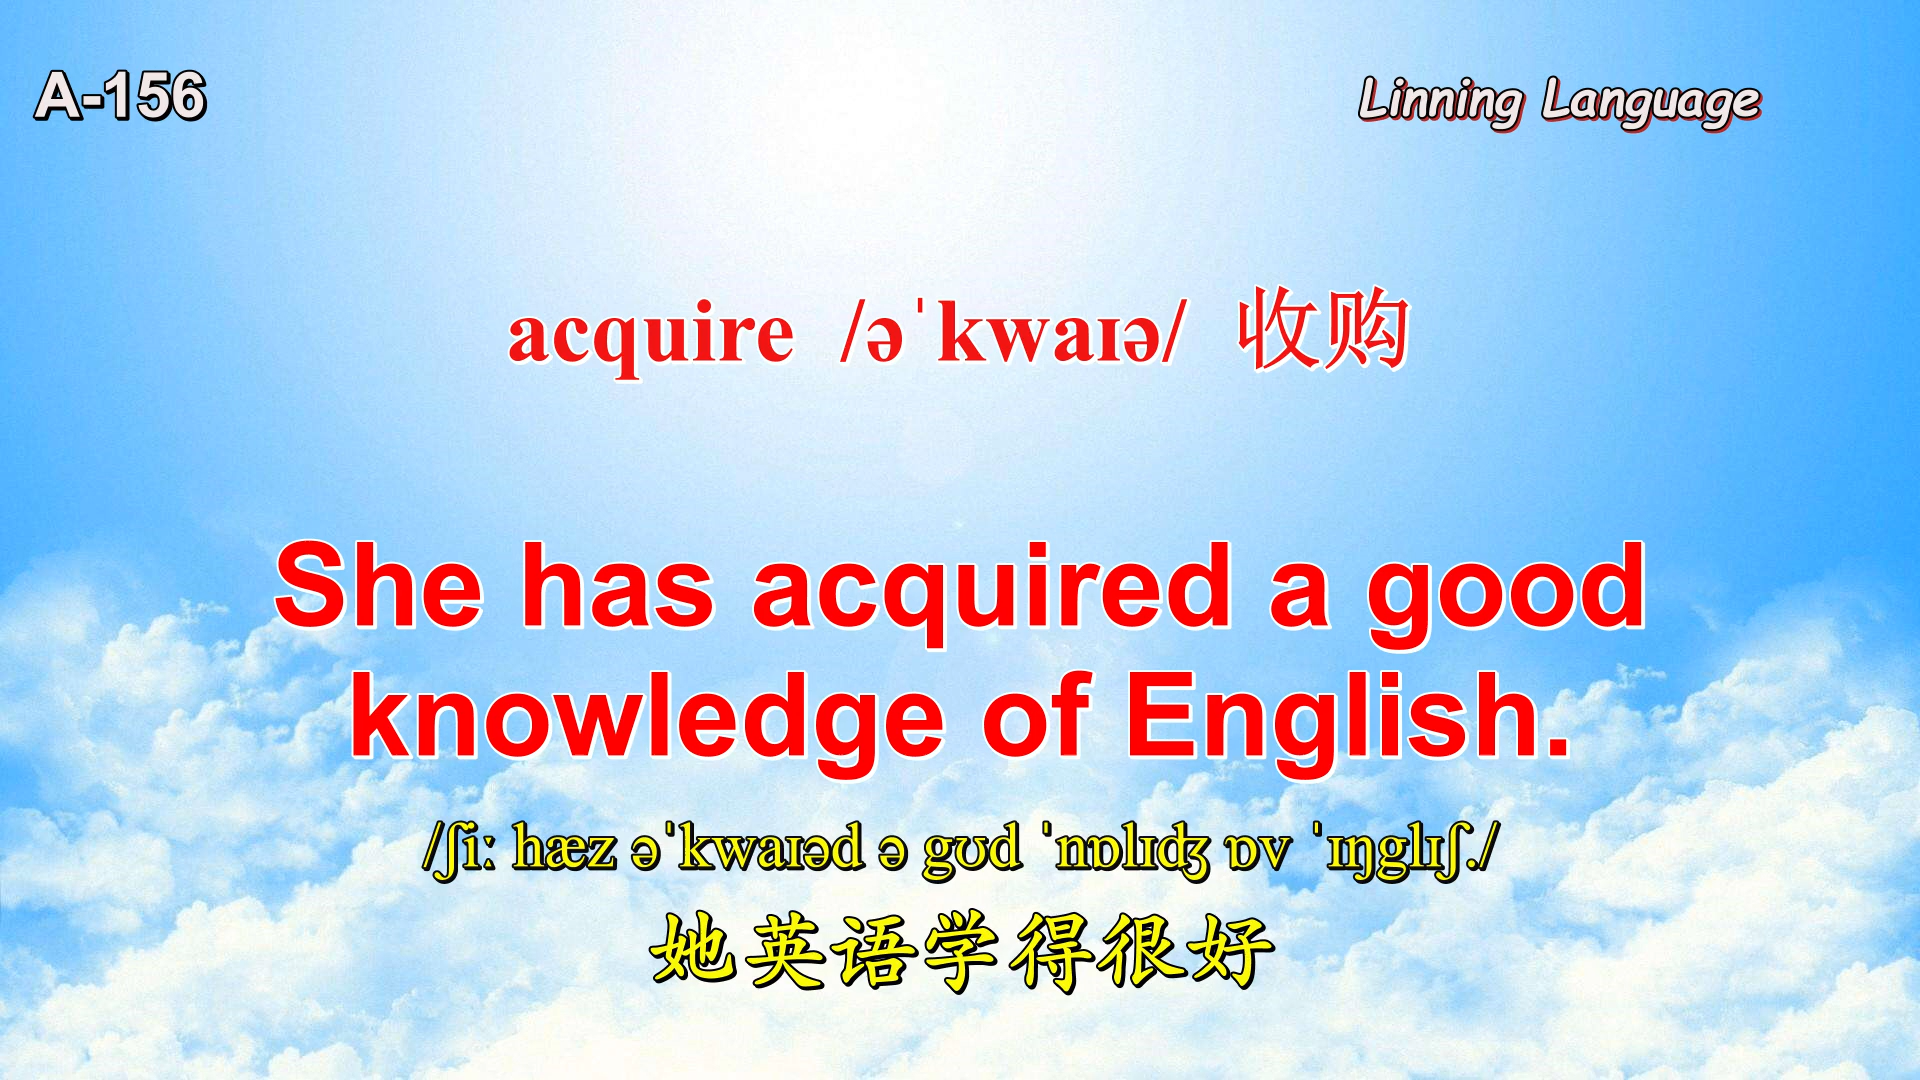 A-156
Linning Language
acquire /əˈkwaɪə/ 收购
She has acquired a good
knowledge of English.
/ʃiː hæz əˈkwaɪəd ə gʊd ˈnɒlɪʤ ɒv ˈɪŋglɪʃ./
她英语学得很好